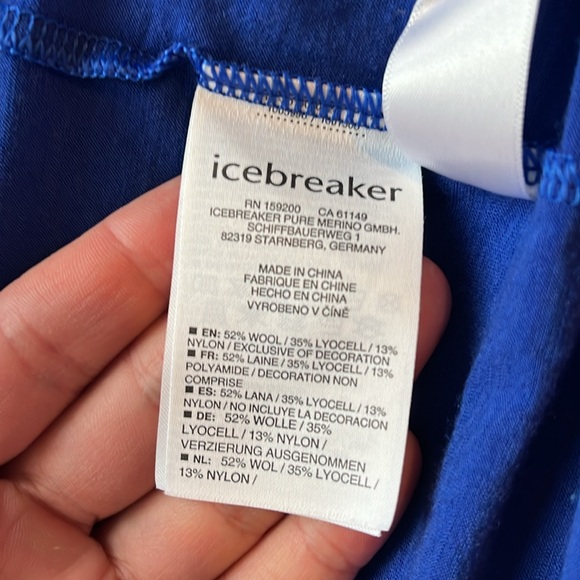 icebreaker
RN 159200 CA 61149
ICEBREAKER PURE MERINO GMBH.
SCHIFFBAUERWEG 1
82319 STARNBERG, GERMANY
MADE IN CHINA
FABRIQUE EN CHINE
HECHO EN CHINA
VYROBENO V ČÍNĚ
■ EN: 52% WOOL / 35% LYOCELL / 13%
NYLON / EXCLUSIVE OF DECORATION
■ FR: 52% LAINE / 35% LYOCELL / 13%
POLYAMIDE / DECORATION NON
COMPRISE
■ ES: 52% LANA / 35% LYOCELL / 13%
NYLON / NO INCLUYE LA DECORACION
■ DE: 52% WOLLE / 35%
LYOCELL / 13% NYLON /
VERZIERUNG AUSGENOMMEN
■ NL: 52% WOL / 35% LYOCELL /
13% NYLON /